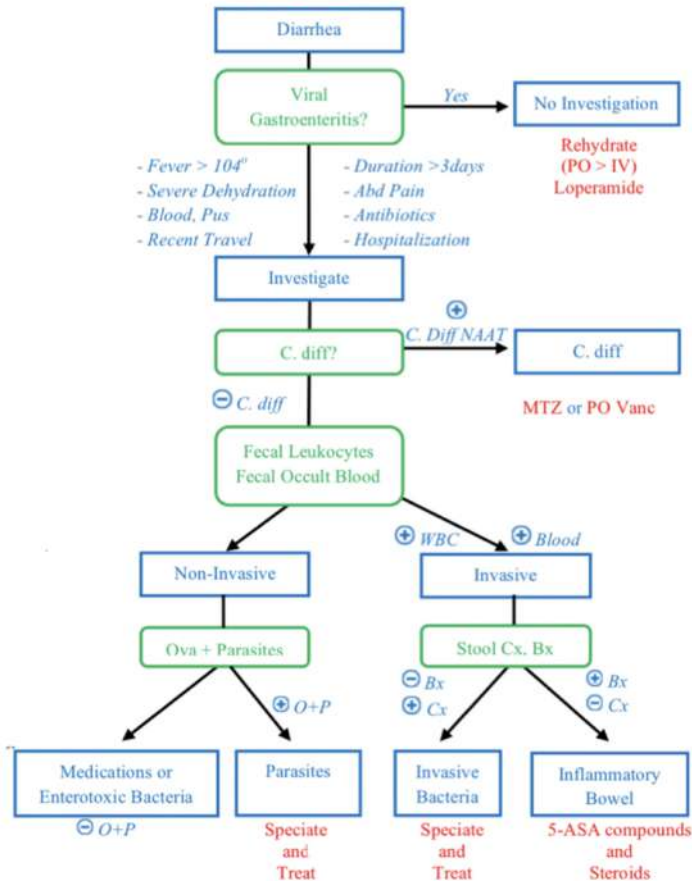 Diarrhea
Viral
Gastroenteritis?
Yes
No Investigation
Rehydrate
(PO > IV)
Loperamide
- Fever > 104°
- Severe Dehydration
- Blood, Pus
- Recent Travel
- Duration >3days
- Abd Pain
- Antibiotics
- Hospitalization
Investigate
C. diff?
⊕
C. Diff NAAT
C. diff
MTZ or PO Vanc
⊖ C. diff
Fecal Leukocytes
Fecal Occult Blood
⊕ WBC
⊕ Blood
Non-Invasive
Invasive
Ova + Parasites
Stool Cx, Bx
⊕ O+P
⊖ Bx
⊕ Cx
⊕ Bx
⊖ Cx
Medications or
Enterotoxic Bacteria
⊖ O+P
Parasites
Speciate
and
Treat
Invasive
Bacteria
Speciate
and
Treat
Inflammatory
Bowel
5-ASA compounds
and
Steroids